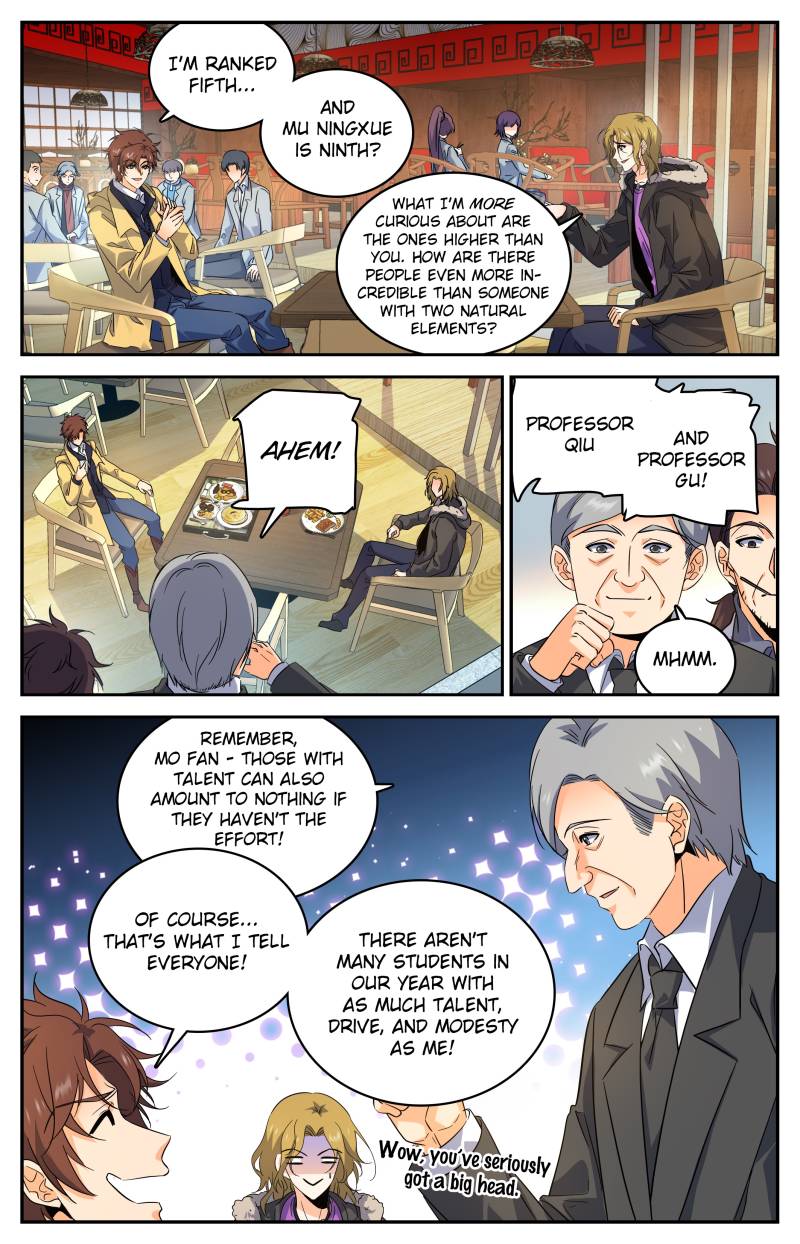 I'M RANKED
FIFTH...
AND
MU NINGXUE
IS NINTH?
WHAT I'M MORE
CURIOUS ABOUT ARE
THE ONES HIGHER THAN
YOU. HOW ARE THERE
PEOPLE EVEN MORE IN-
CREDIBLE THAN SOMEONE
WITH TWO NATURAL
ELEMENTS?
AHEM!
PROFESSOR
QIU
AND
PROFESSOR
GU!
MHMM.
REMEMBER,
MO FAN - THOSE WITH
TALENT CAN ALSO
AMOUNT TO NOTHING IF
THEY HAVEN'T THE
EFFORT!
OF COURSE...
THAT'S WHAT I TELL
EVERYONE!
THERE AREN'T
MANY STUDENTS IN
OUR YEAR WITH
AS MUCH TALENT,
DRIVE, AND MODESTY
AS ME!
Wow, you've seriously
got a big head.